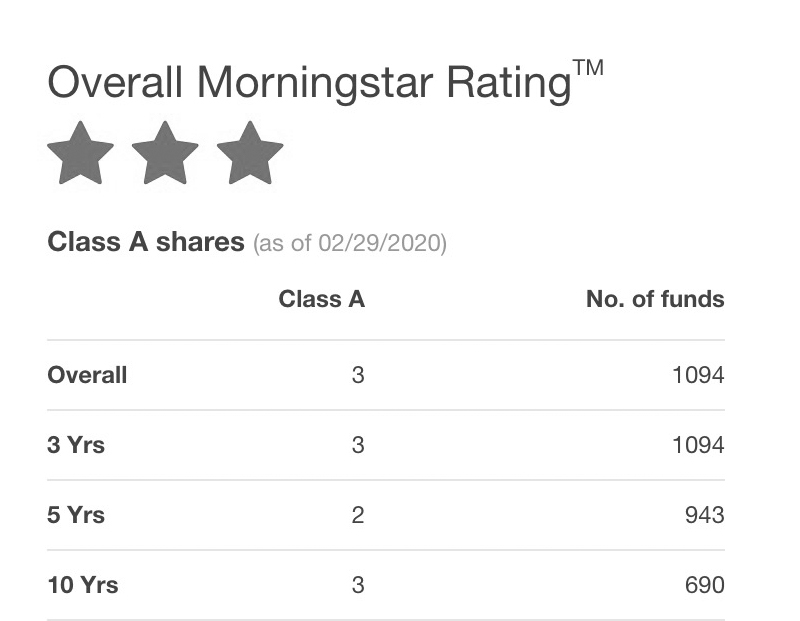 Overall Morningstar Rating™
Class A shares (as of 02/29/2020)
Class A No. of funds
Overall 3 1094
3 Yrs 3 1094
5 Yrs 2 943
10 Yrs 3 690